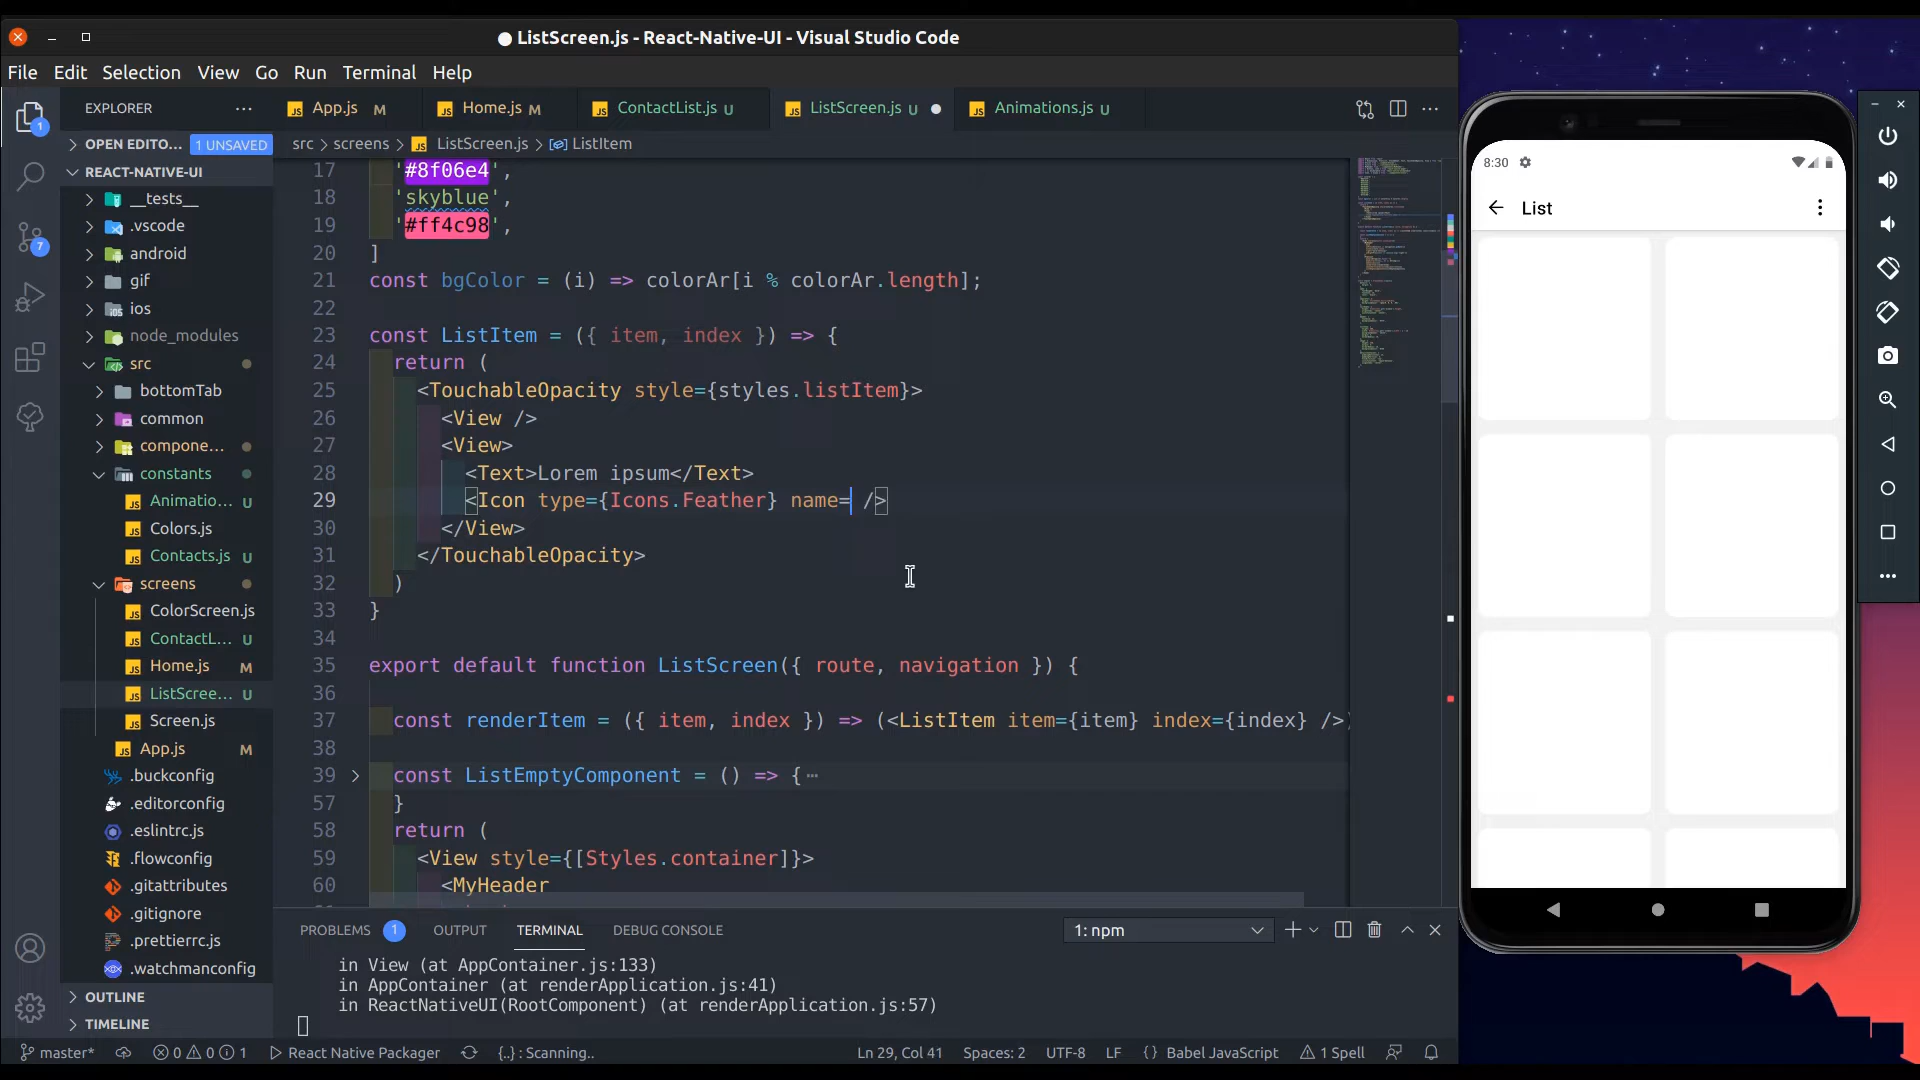 ListScreen.js - React-Native-UI - Visual Studio Code
File Edit Selection View Go Run Terminal Help
EXPLORER
App.js M
Home.js M
ContactList.js U
ListScreen.js U
Animations.js U
OPEN EDITO... 1 UNSAVED
src > screens > ListScreen.js > ListItem
REACT-NATIVE-UI
__tests__
.vscode
android
gif
ios
node_modules
src
bottomTab
common
compone...
constants
Animatio... U
Colors.js
Contacts.js U
screens
ColorScreen.js
ContactL... U
Home.js M
ListScree... U
Screen.js
App.js M
.buckconfig
.editorconfig
.eslintrc.js
.flowconfig
.gitattributes
.gitignore
.prettierrc.js
.watchmanconfig
OUTLINE
TIMELINE
17 '#8f06e4',
18 'skyblue',
19 '#ff4c98',
20 ]
21 const bgColor = (i) => colorAr[i % colorAr.length];
22
23 const ListItem = ({ item, index }) => {
24 return (
25 <TouchableOpacity style={styles.listItem}>
26 <View />
27 <View>
28 <Text>Lorem ipsum</Text>
29 <Icon type={Icons.Feather} name= />
30 </View>
31 </TouchableOpacity>
32 )
33 }
34
35 export default function ListScreen({ route, navigation }) {
36
37 const renderItem = ({ item, index }) => (<ListItem item={item} index={index} />)
38
39 const ListEmptyComponent = () => {⋯
57 }
58 return (
59 <View style={[Styles.container]}>
60 <MyHeader
PROBLEMS 1 OUTPUT TERMINAL DEBUG CONSOLE
1: npm
in View (at AppContainer.js:133)
in AppContainer (at renderApplication.js:41)
in ReactNativeUI(RootComponent) (at renderApplication.js:57)
master* 0 0 1 React Native Packager {..} : Scanning.. Ln 29, Col 41 Spaces: 2 UTF-8 LF {} Babel JavaScript 1 Spell
1
7
8:30
List